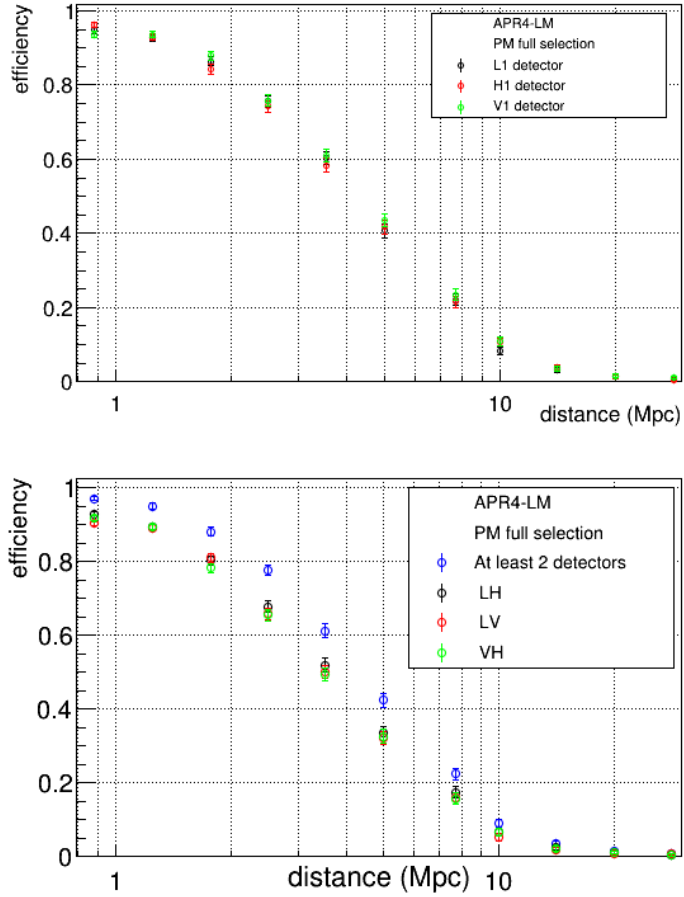 efficiency
1
0.8
0.6
0.4
0.2
0
APR4-LM
PM full selection
L1 detector
H1 detector
V1 detector
1
10
distance (Mpc)
efficiency
1
0.8
0.6
0.4
0.2
0
APR4-LM
PM full selection
At least 2 detectors
LH
LV
VH
1
distance (Mpc)
10